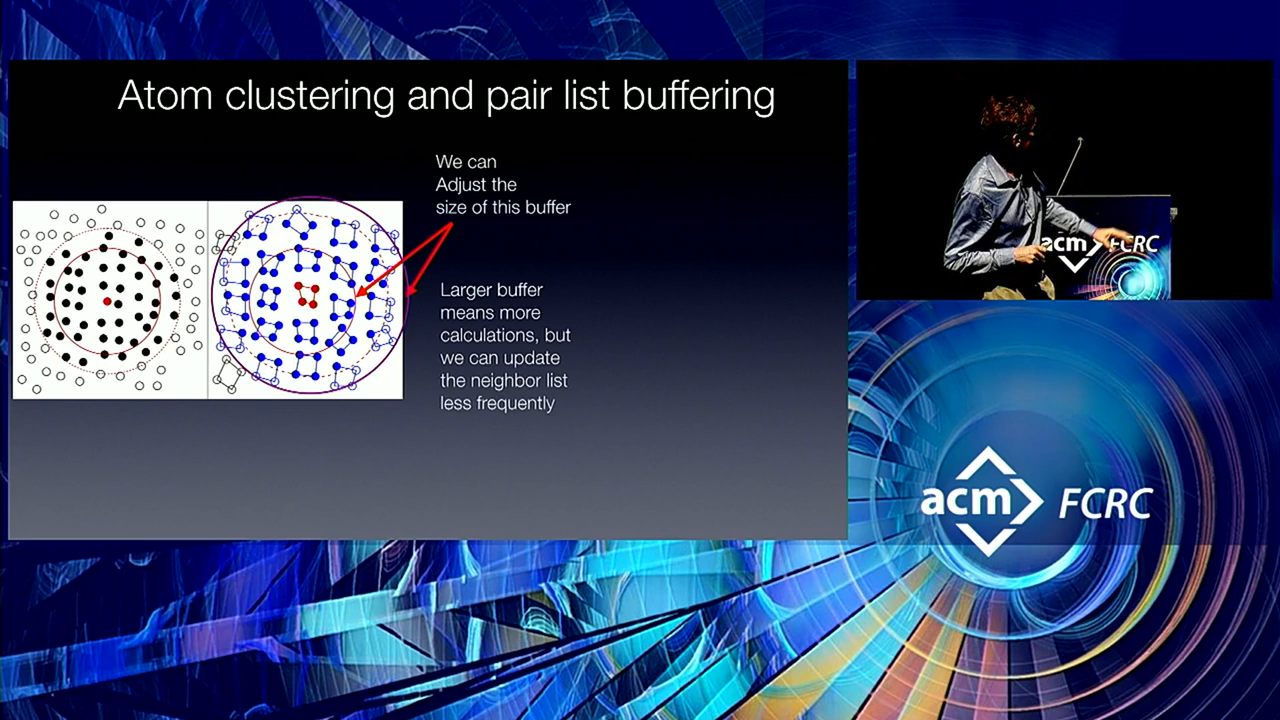 Atom clustering and pair list buffering
We can
Adjust the
size of this buffer
Larger buffer
means more
calculations, but
we can update
the neighbor list
less frequently
acm FCRC
acm FCRC